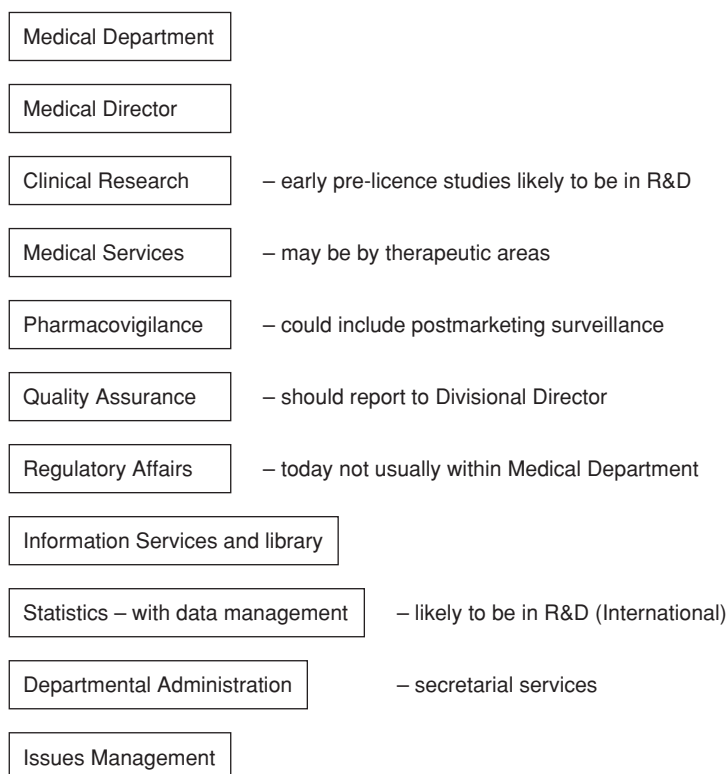 Medical Department
Medical Director
Clinical Research – early pre-licence studies likely to be in R&D
Medical Services – may be by therapeutic areas
Pharmacovigilance – could include postmarketing surveillance
Quality Assurance – should report to Divisional Director
Regulatory Affairs – today not usually within Medical Department
Information Services and library
Statistics – with data management – likely to be in R&D (International)
Departmental Administration – secretarial services
Issues Management